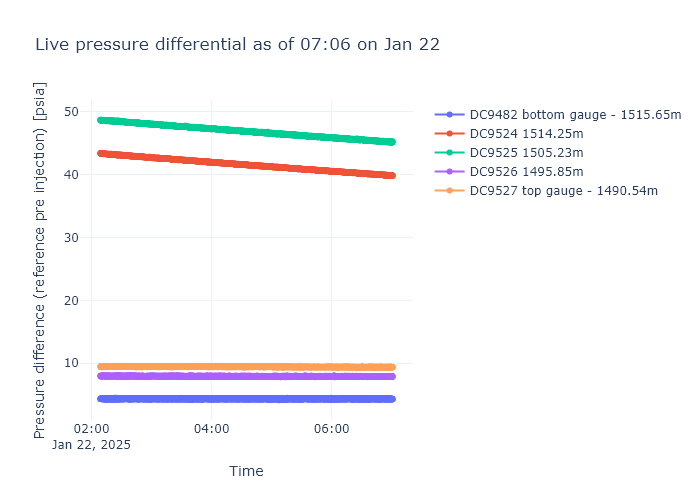 Live pressure differential as of 07:06 on Jan 22
Pressure difference (reference pre injection) [psia]
50
40
30
20
10
02:00
Jan 22, 2025
04:00
06:00
Time
DC9482 bottom gauge - 1515.65m
DC9524 1514.25m
DC9525 1505.23m
DC9526 1495.85m
DC9527 top gauge - 1490.54m